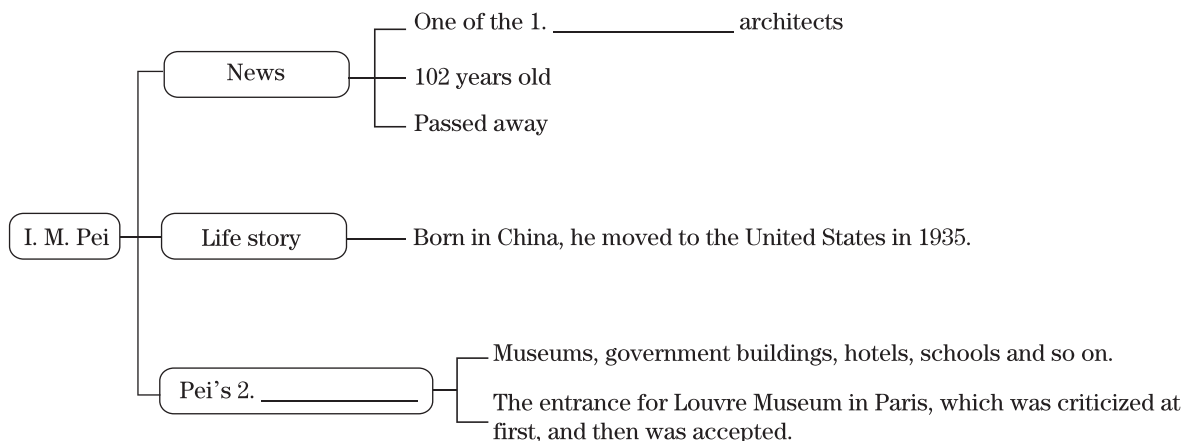 One of the 1. _______________ architects
News
102 years old
Passed away
I. M. Pei
Life story
Born in China, he moved to the United States in 1935.
Museums, government buildings, hotels, schools and so on.
Pei’s 2. _____________
The entrance for Louvre Museum in Paris, which was criticized at
first, and then was accepted.